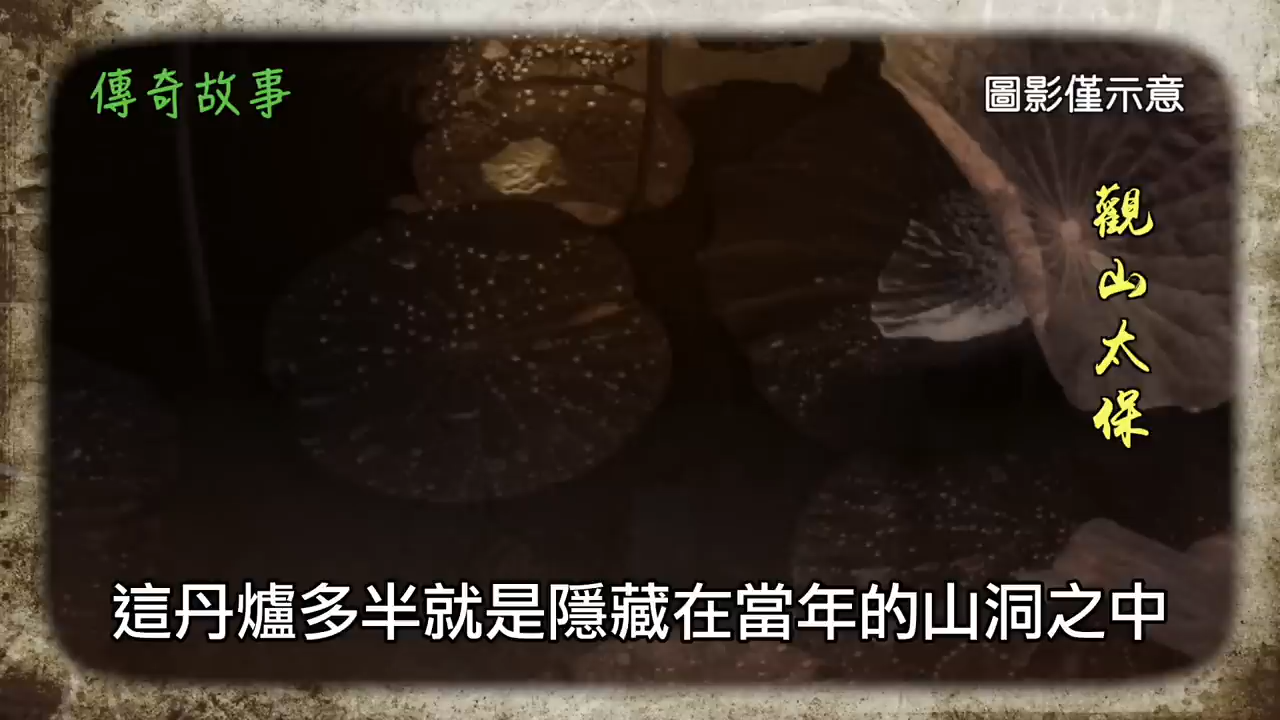 傳奇故事
圖影僅示意
觀山太保
這丹爐多半就是隱藏在當年的山洞之中